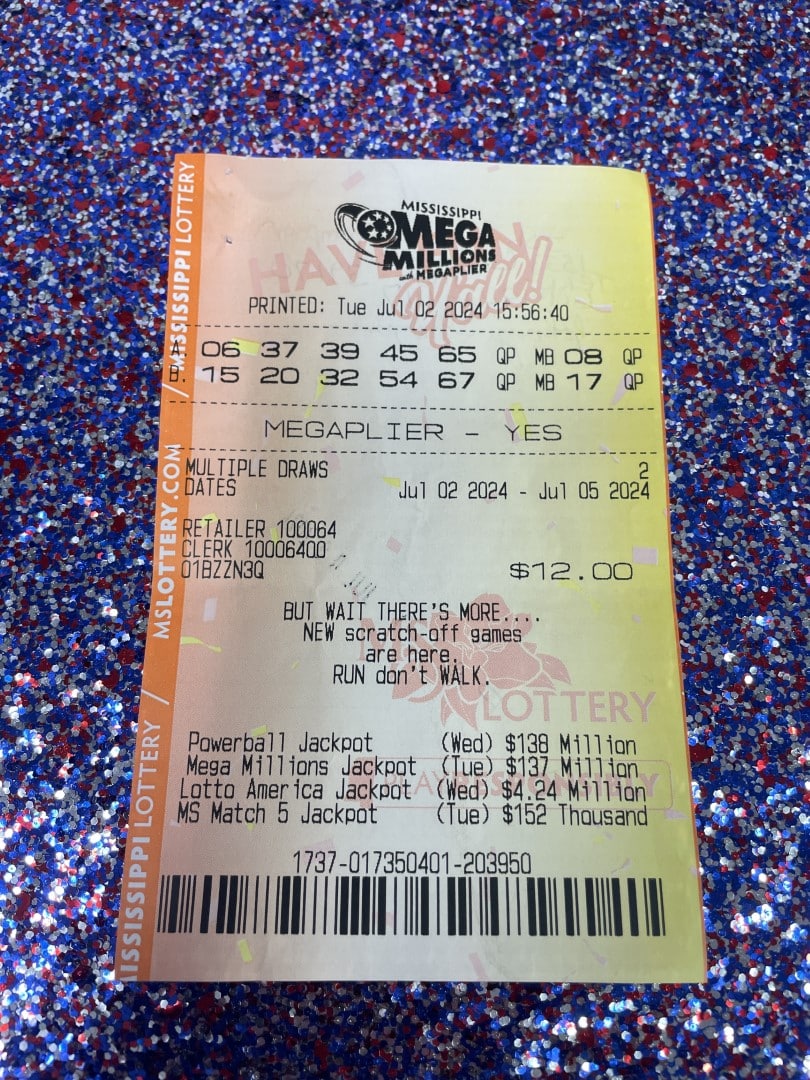 MISSISSIPPI
MEGA
MILLIONS
with MEGAPLIER
PRINTED: Tue Jul 02 2024 15:56:40
A. 06 37 39 45 65 QP MB 08 QP
B. 15 20 32 54 67 QP MB 17 QP
MEGAPLIER - YES
MULTIPLE DRAWS 2
DATES Jul 02 2024 - Jul 05 2024
RETAILER 100064
CLERK 10006400
01BZZN3Q $12.00
BUT WAIT THERE'S MORE....
NEW scratch-off games
are here.
RUN don't WALK.
LOTTERY
Powerball Jackpot (Wed) $138 Million
Mega Millions Jackpot (Tue) $137 Million
Lotto America Jackpot (Wed) $4.24 Million
MS Match 5 Jackpot (Tue) $152 Thousand
1737-017350401-203950
/ MISSISSIPPI LOTTERY
MSLOTTERY.COM
ISSISSIPPI LOTTERY /